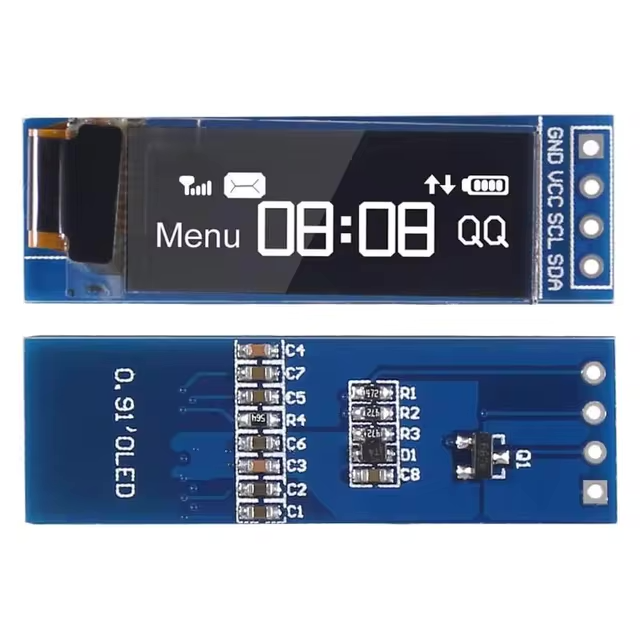 Menu 08:08 QQ
GND VCC SCL SDA
0.91'OLED
C4
C7
C5
R4
C6
C3
C2
C1
R1
R2
R3
D1
C8
Q1